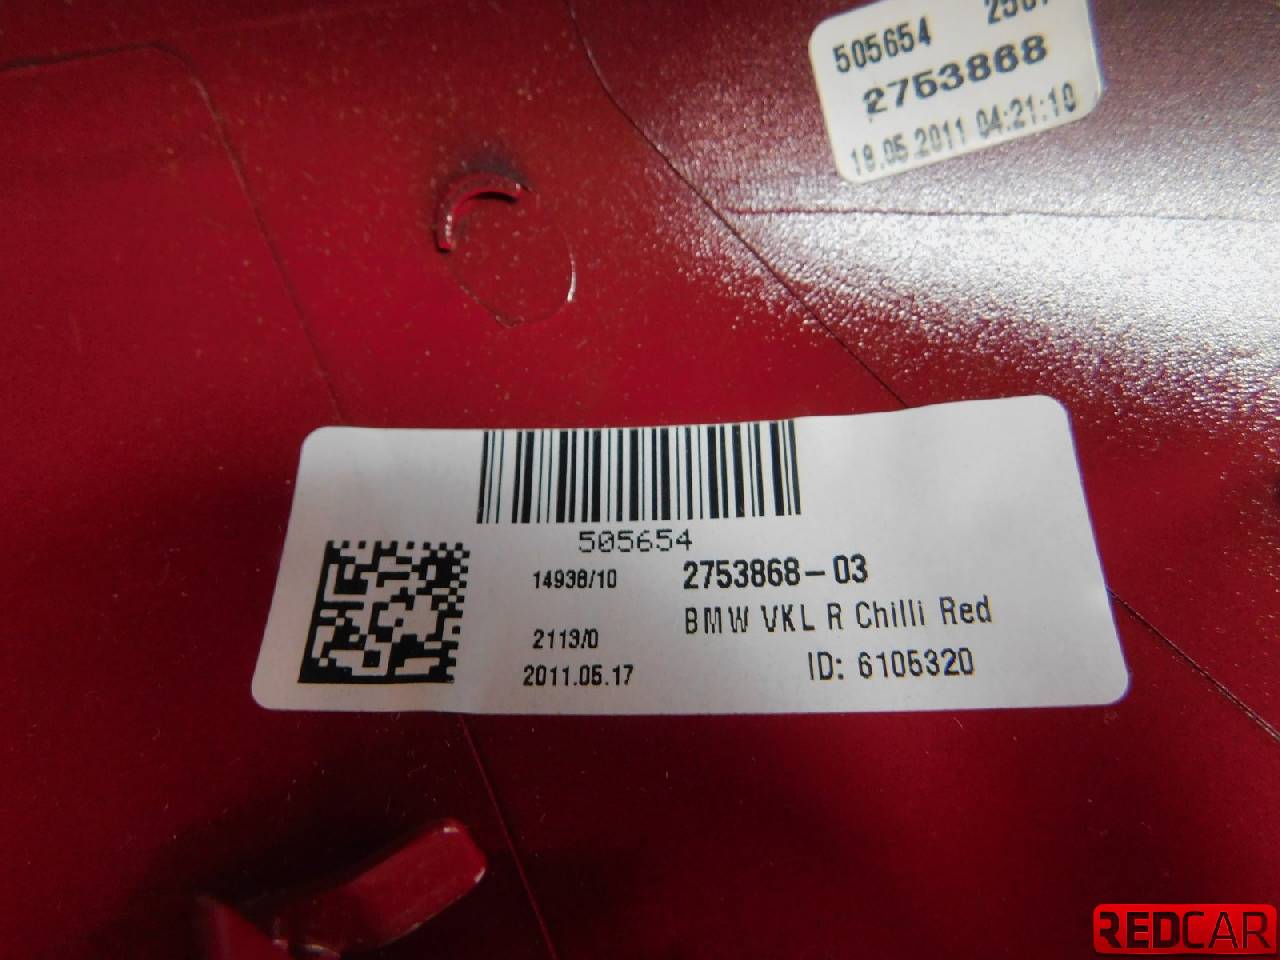 505654
2753868
18.05.2011 04:21:10
505654
14938/10 2753868-03
BMW VKL R Chilli Red
2113/0
2011.05.17 ID: 6105320
REDCAR